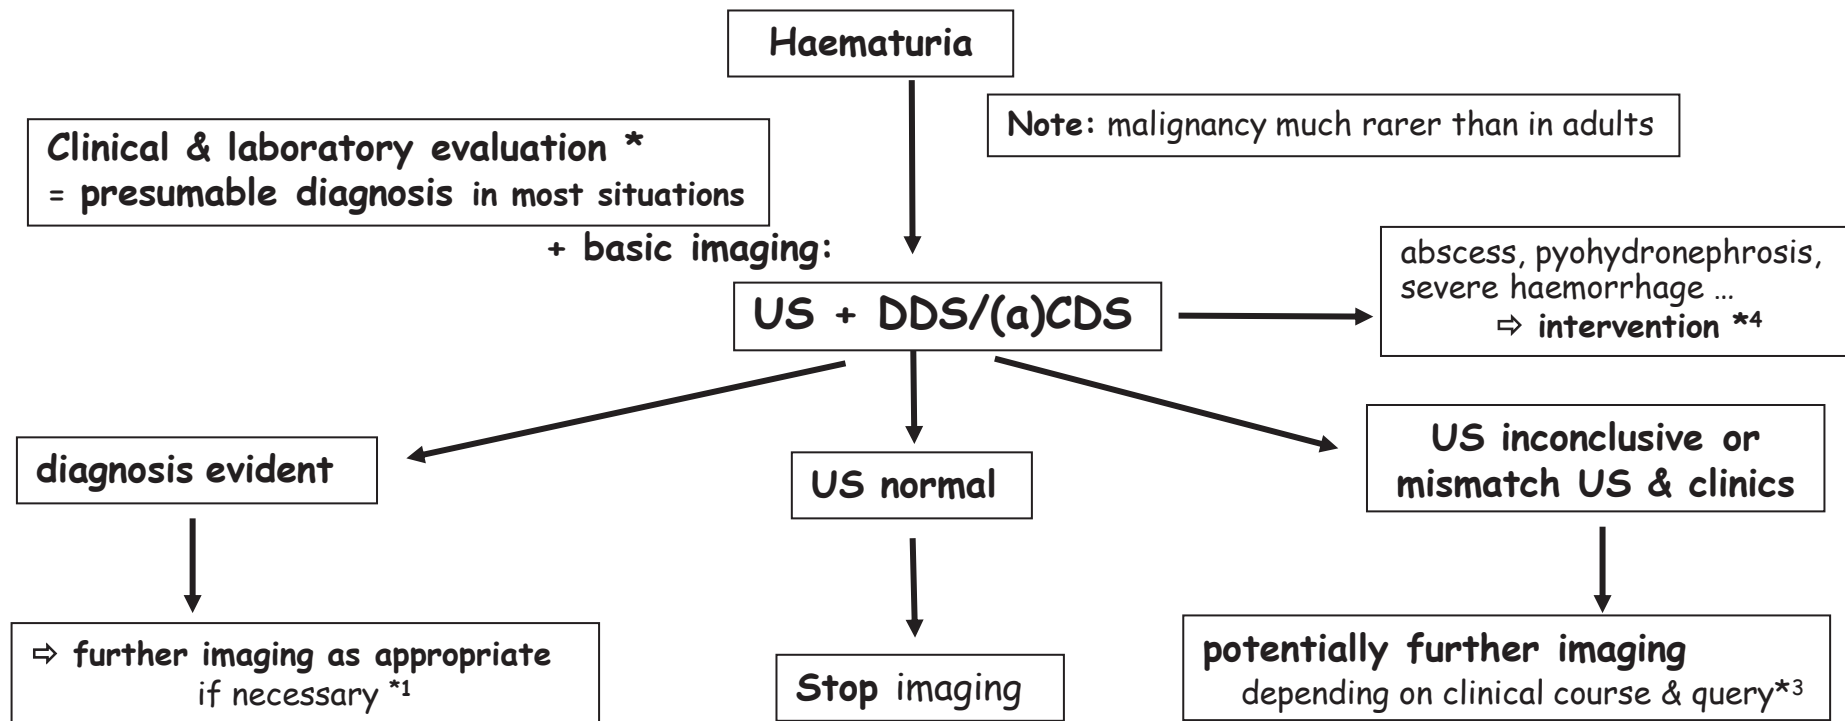 Haematuria
Note: malignancy much rarer than in adults
Clinical & laboratory evaluation *
= presumable diagnosis in most situations
+ basic imaging:
US + DDS/(a)CDS
abscess, pyohydronephrosis,
severe haemorrhage ...
⇨ intervention *4
diagnosis evident
US normal
US inconclusive or
mismatch US & clinics
⇨ further imaging as appropriate
if necessary *1
Stop imaging
potentially further imaging
depending on clinical course & query*3